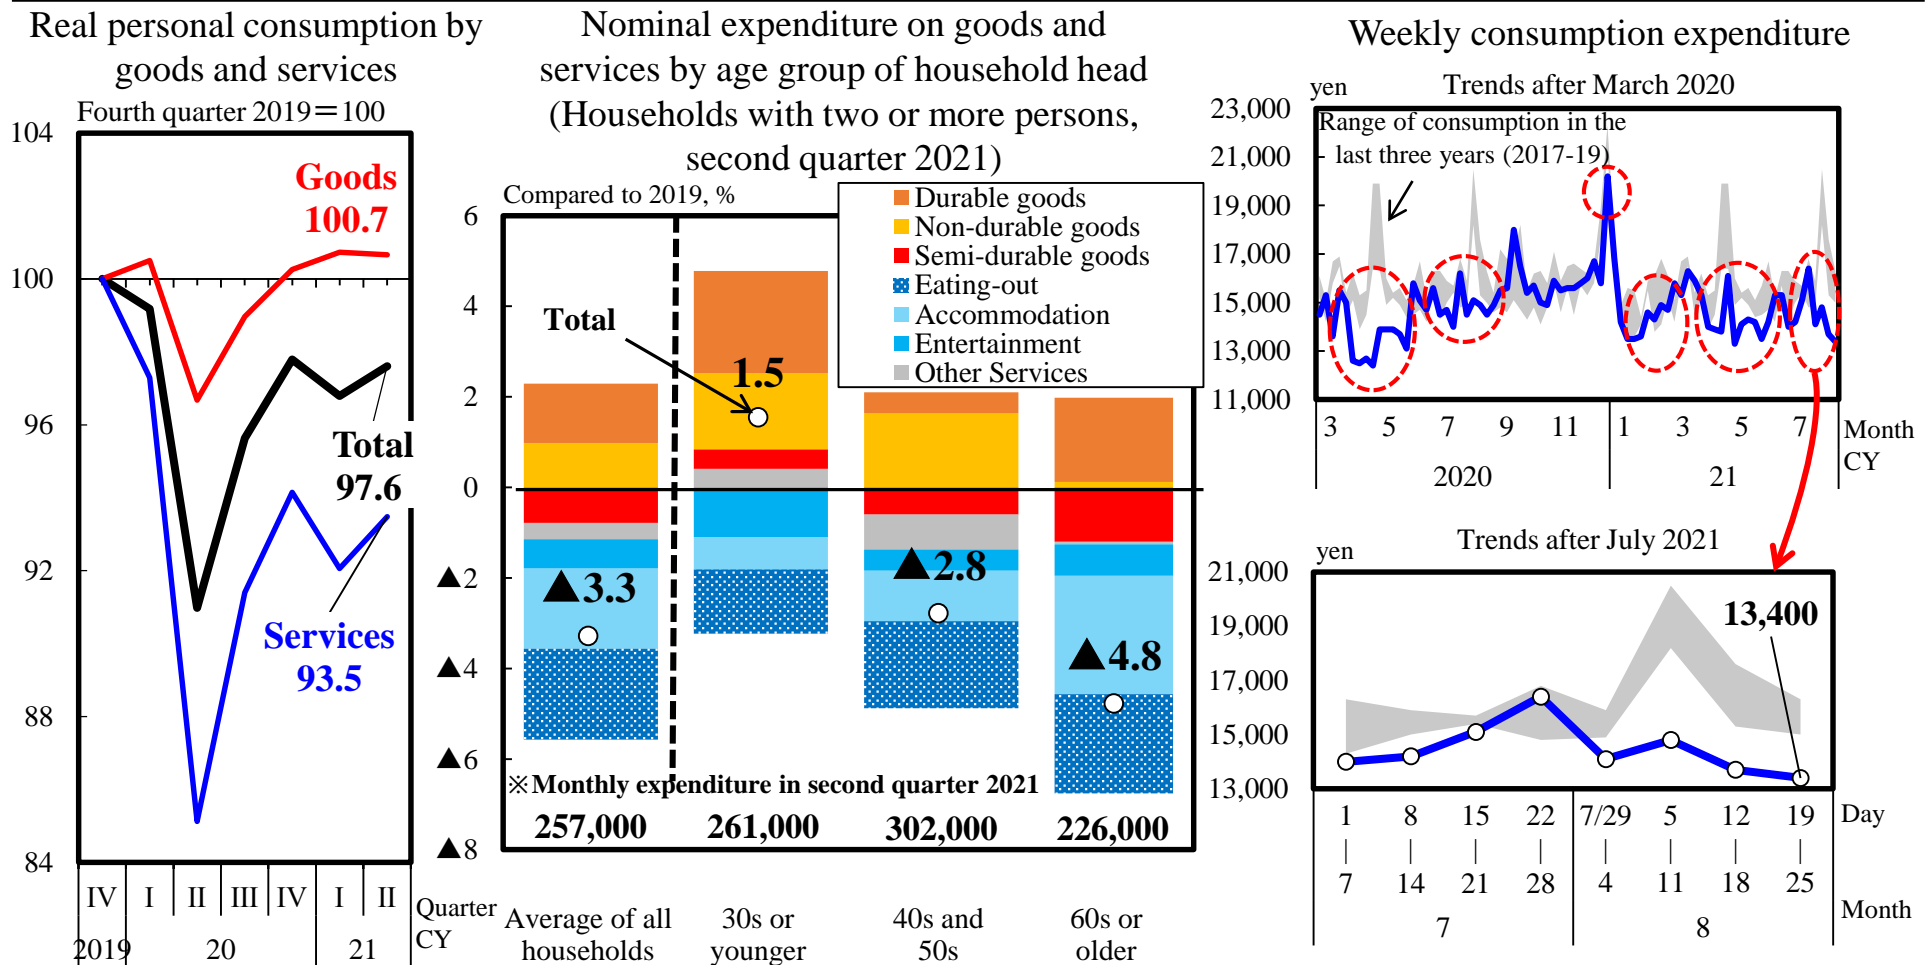 Real personal consumption by
goods and services
Fourth quarter 2019＝100
104
100
96
92
88
84
Goods
100.7
Total
97.6
Services
93.5
IV
I
II
III
IV
I
II
Quarter
2019
20
21
CY
Nominal expenditure on goods and
services by age group of household head
(Households with two or more persons,
second quarter 2021)
Compared to 2019, %
6
4
2
0
▲2
▲4
▲6
▲8
Durable goods
Non-durable goods
Semi-durable goods
Eating-out
Accommodation
Entertainment
Other Services
Total
▲3.3
1.5
▲2.8
▲4.8
※Monthly expenditure in second quarter 2021
257,000
261,000
302,000
226,000
Average of all
households
30s or
younger
40s and
50s
60s or
older
Weekly consumption expenditure
yen
Trends after March 2020
23,000
21,000
19,000
17,000
15,000
13,000
11,000
Range of consumption in the
last three years (2017-19)
3
5
7
9
11
1
3
5
7
Month
CY
2020
21
yen
Trends after July 2021
21,000
19,000
17,000
15,000
13,000
13,400
1
8
15
22
7/29
5
12
19
Day
7
14
21
28
4
11
18
25
7
8
Month